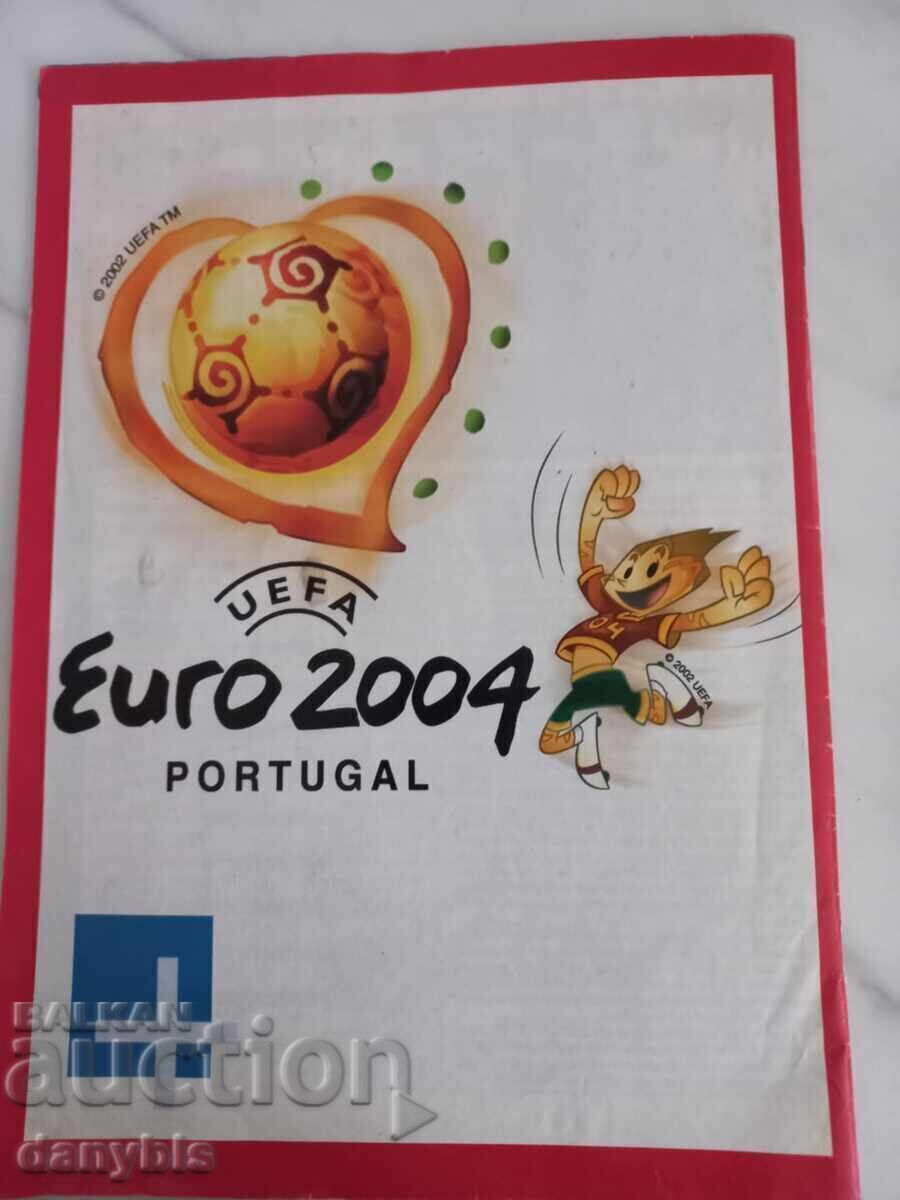 © 2002 UEFA TM
UEFA
Euro 2004
PORTUGAL
04
© 2002 UEFA
BALKAN
auction
danybls